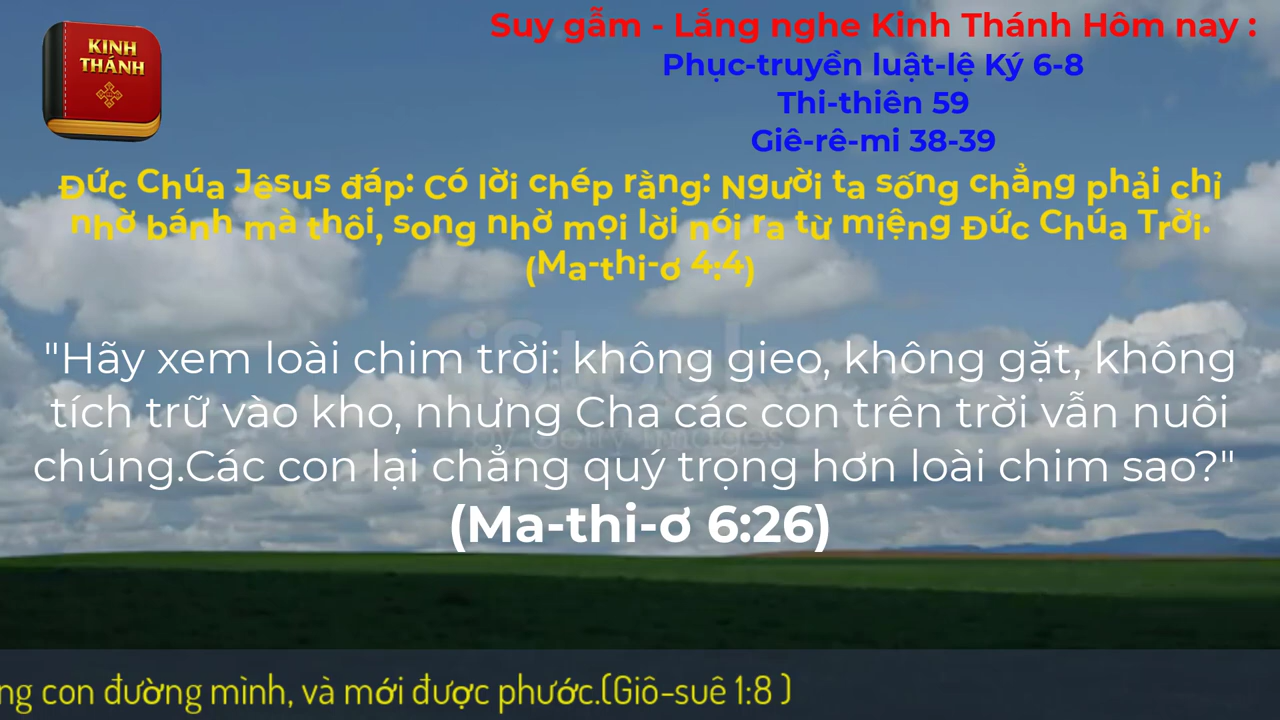 KINH
THÁNH
Suy gẫm - Lắng nghe Kinh Thánh Hôm nay :
Phục-truyền luật-lệ Ký 6-8
Thi-thiên 59
Giê-rê-mi 38-39
Đức Chúa Jêsus đáp: Có lời chép rằng: Người ta sống chẳng phải chỉ
nhờ bánh mà thôi, song nhờ mọi lời nói ra từ miệng Đức Chúa Trời.
(Ma-thi-ơ 4:4)
iStock
by Getty Images
"Hãy xem loài chim trời: không gieo, không gặt, không
tích trữ vào kho, nhưng Cha các con trên trời vẫn nuôi
chúng.Các con lại chẳng quý trọng hơn loài chim sao?"
(Ma-thi-ơ 6:26)
ng con đường mình, và mới được phước.(Giô-suê 1:8 )